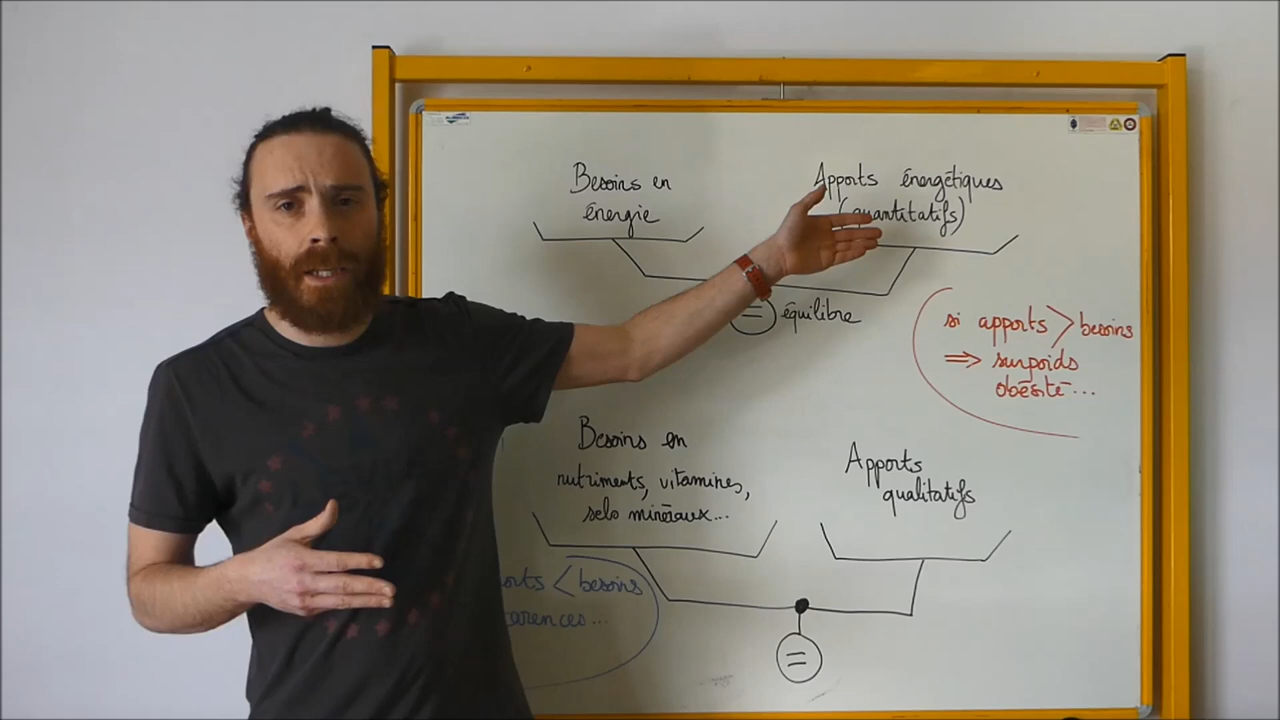 Besoins en
énergie
Apports énergétiques
(quantitatifs)
= équilibre
si apports > besoins
⇒ surpoids
obésité...
Besoins en
nutriments, vitamines,
sels minéraux...
Apports
qualitatifs
orts < besoins
carences...
=